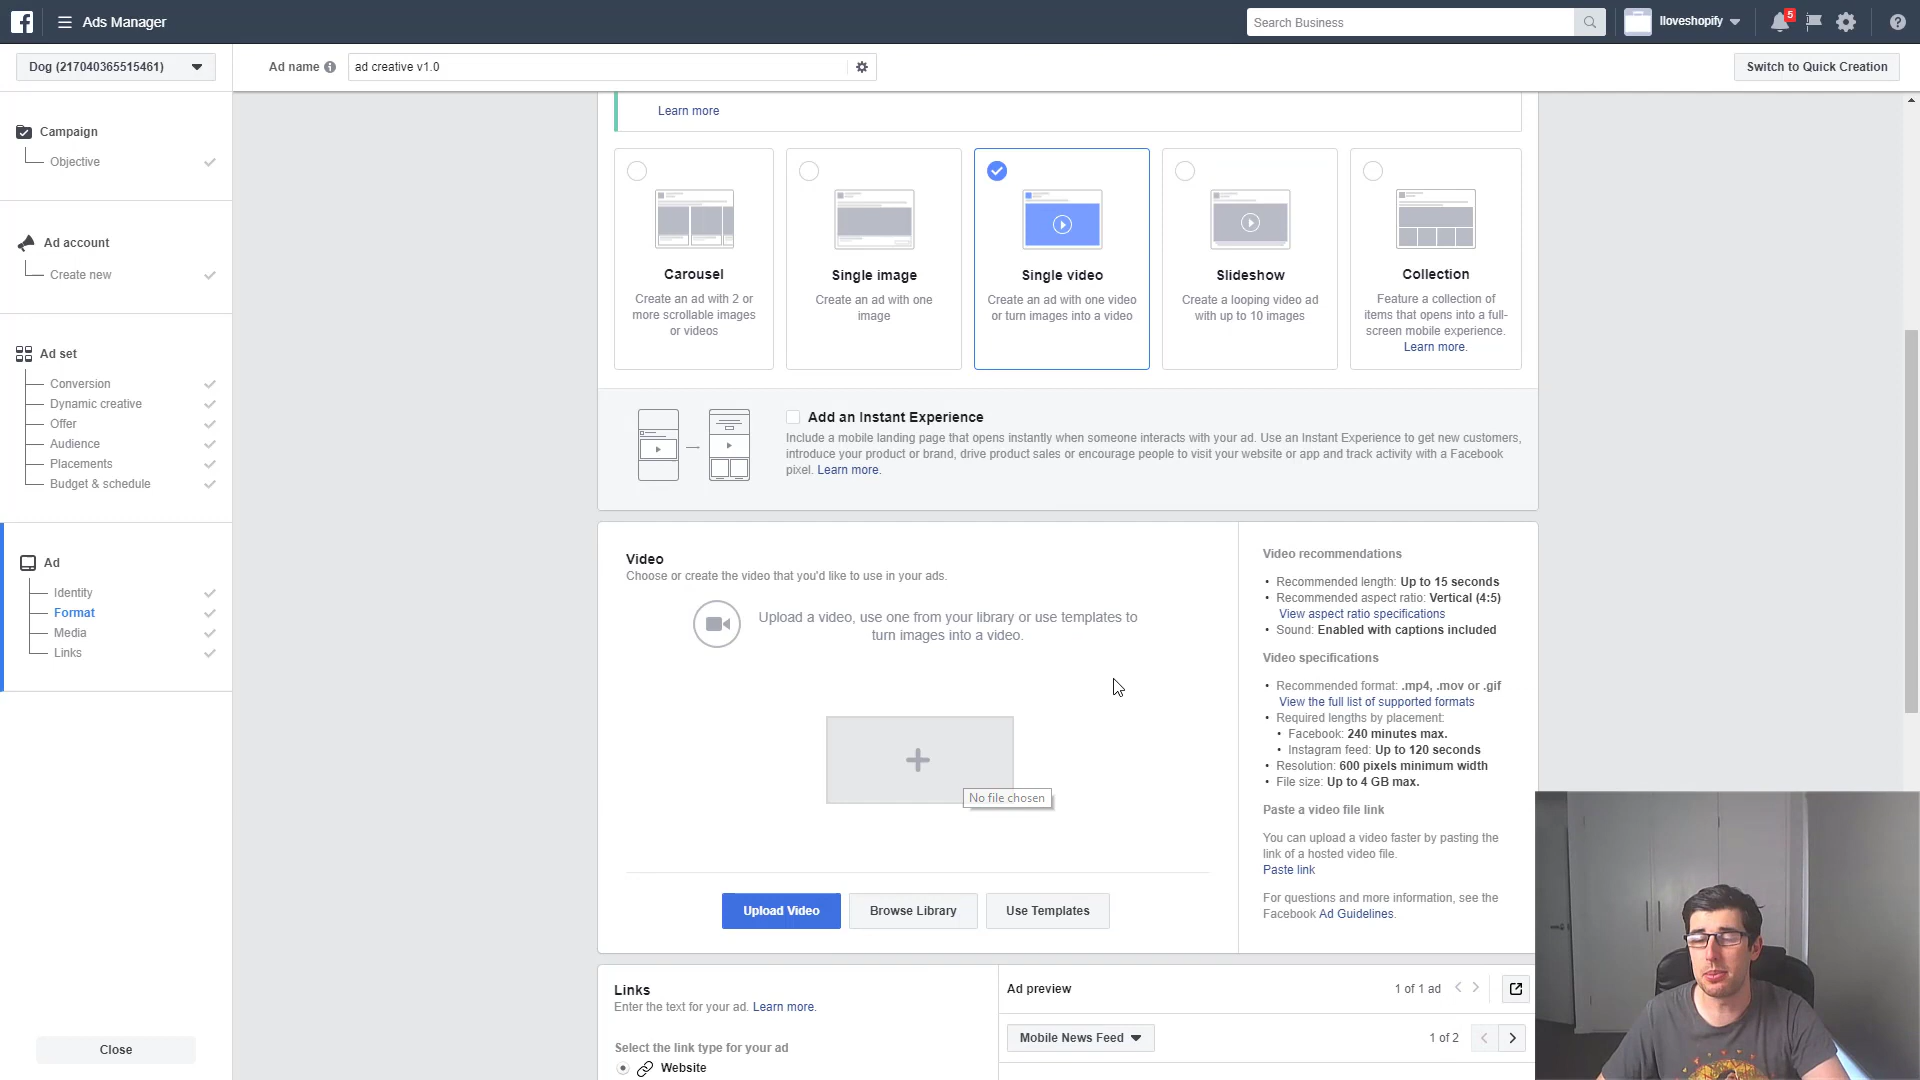 Ads Manager
Search Business
Iloveshopify
5
Dog (217040365515461)
Ad name
ad creative v1.0
Switch to Quick Creation
Campaign
Objective
Ad account
Create new
Ad set
Conversion
Dynamic creative
Offer
Audience
Placements
Budget & schedule
Ad
Identity
Format
Media
Links
Close
Learn more
Carousel
Create an ad with 2 or
more scrollable images
or videos
Single image
Create an ad with one
image
Single video
Create an ad with one video
or turn images into a video
Slideshow
Create a looping video ad
with up to 10 images
Collection
Feature a collection of
items that opens into a full-
screen mobile experience.
Learn more.
Add an Instant Experience
Include a mobile landing page that opens instantly when someone interacts with your ad. Use an Instant Experience to get new customers,
introduce your product or brand, drive product sales or encourage people to visit your website or app and track activity with a Facebook
pixel. Learn more.
Video
Choose or create the video that you'd like to use in your ads.
Upload a video, use one from your library or use templates to
turn images into a video.
No file chosen
Upload Video
Browse Library
Use Templates
Video recommendations
• Recommended length: Up to 15 seconds
• Recommended aspect ratio: Vertical (4:5)
View aspect ratio specifications
• Sound: Enabled with captions included
Video specifications
• Recommended format: .mp4, .mov or .gif
View the full list of supported formats
• Required lengths by placement:
• Facebook: 240 minutes max.
• Instagram feed: Up to 120 seconds
• Resolution: 600 pixels minimum width
• File size: Up to 4 GB max.
Paste a video file link
You can upload a video faster by pasting the
link of a hosted video file.
Paste link
For questions and more information, see the
Facebook Ad Guidelines.
Links
Enter the text for your ad. Learn more.
Select the link type for your ad
Website
Ad preview
1 of 1 ad
Mobile News Feed
1 of 2